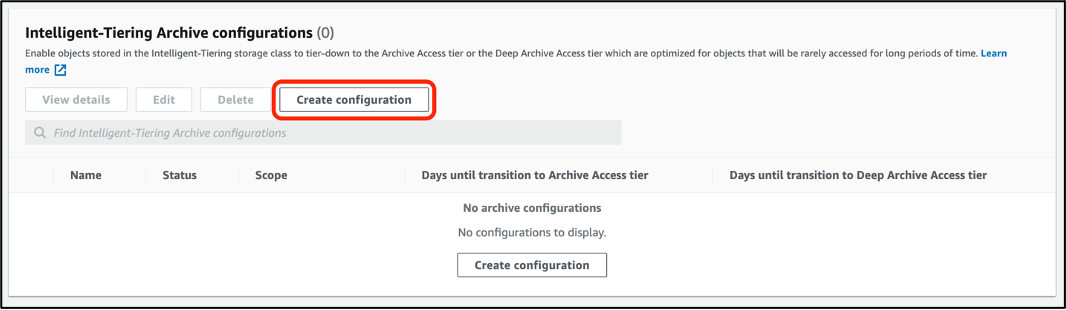 Intelligent-Tiering Archive configurations (0)
Enable objects stored in the Intelligent-Tiering storage class to tier-down to the Archive Access tier or the Deep Archive Access tier which are optimized for objects that will be rarely accessed for long periods of time. Learn
more
View details Edit Delete Create configuration
Find Intelligent-Tiering Archive configurations
Name Status Scope Days until transition to Archive Access tier Days until transition to Deep Archive Access tier
No archive configurations
No configurations to display.
Create configuration